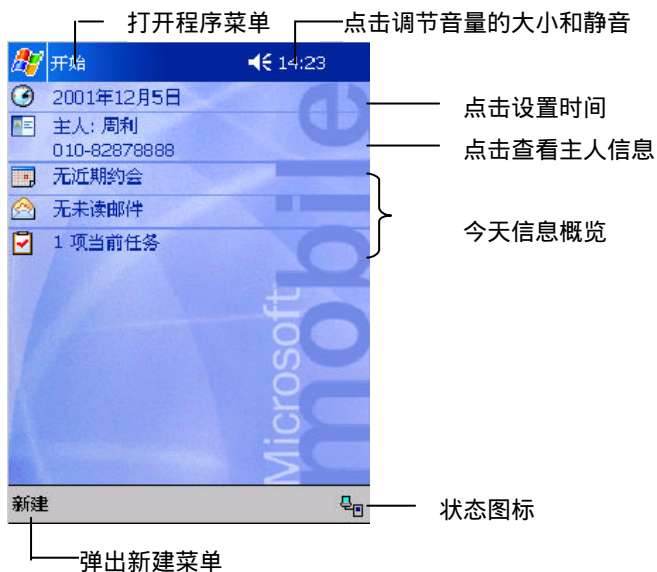 打开程序菜单
点击调节音量的大小和静音
开始
14:23
2001年12月5日
点击设置时间
主人: 周利
010-82878888
点击查看主人信息
无近期约会
无未读邮件
今天信息概览
1 项当前任务
Microsoft
mobile
新建
状态图标
弹出新建菜单